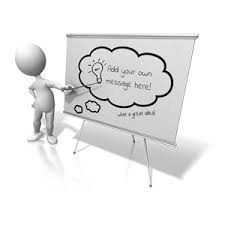 Add your own
message here!
what a great idea!